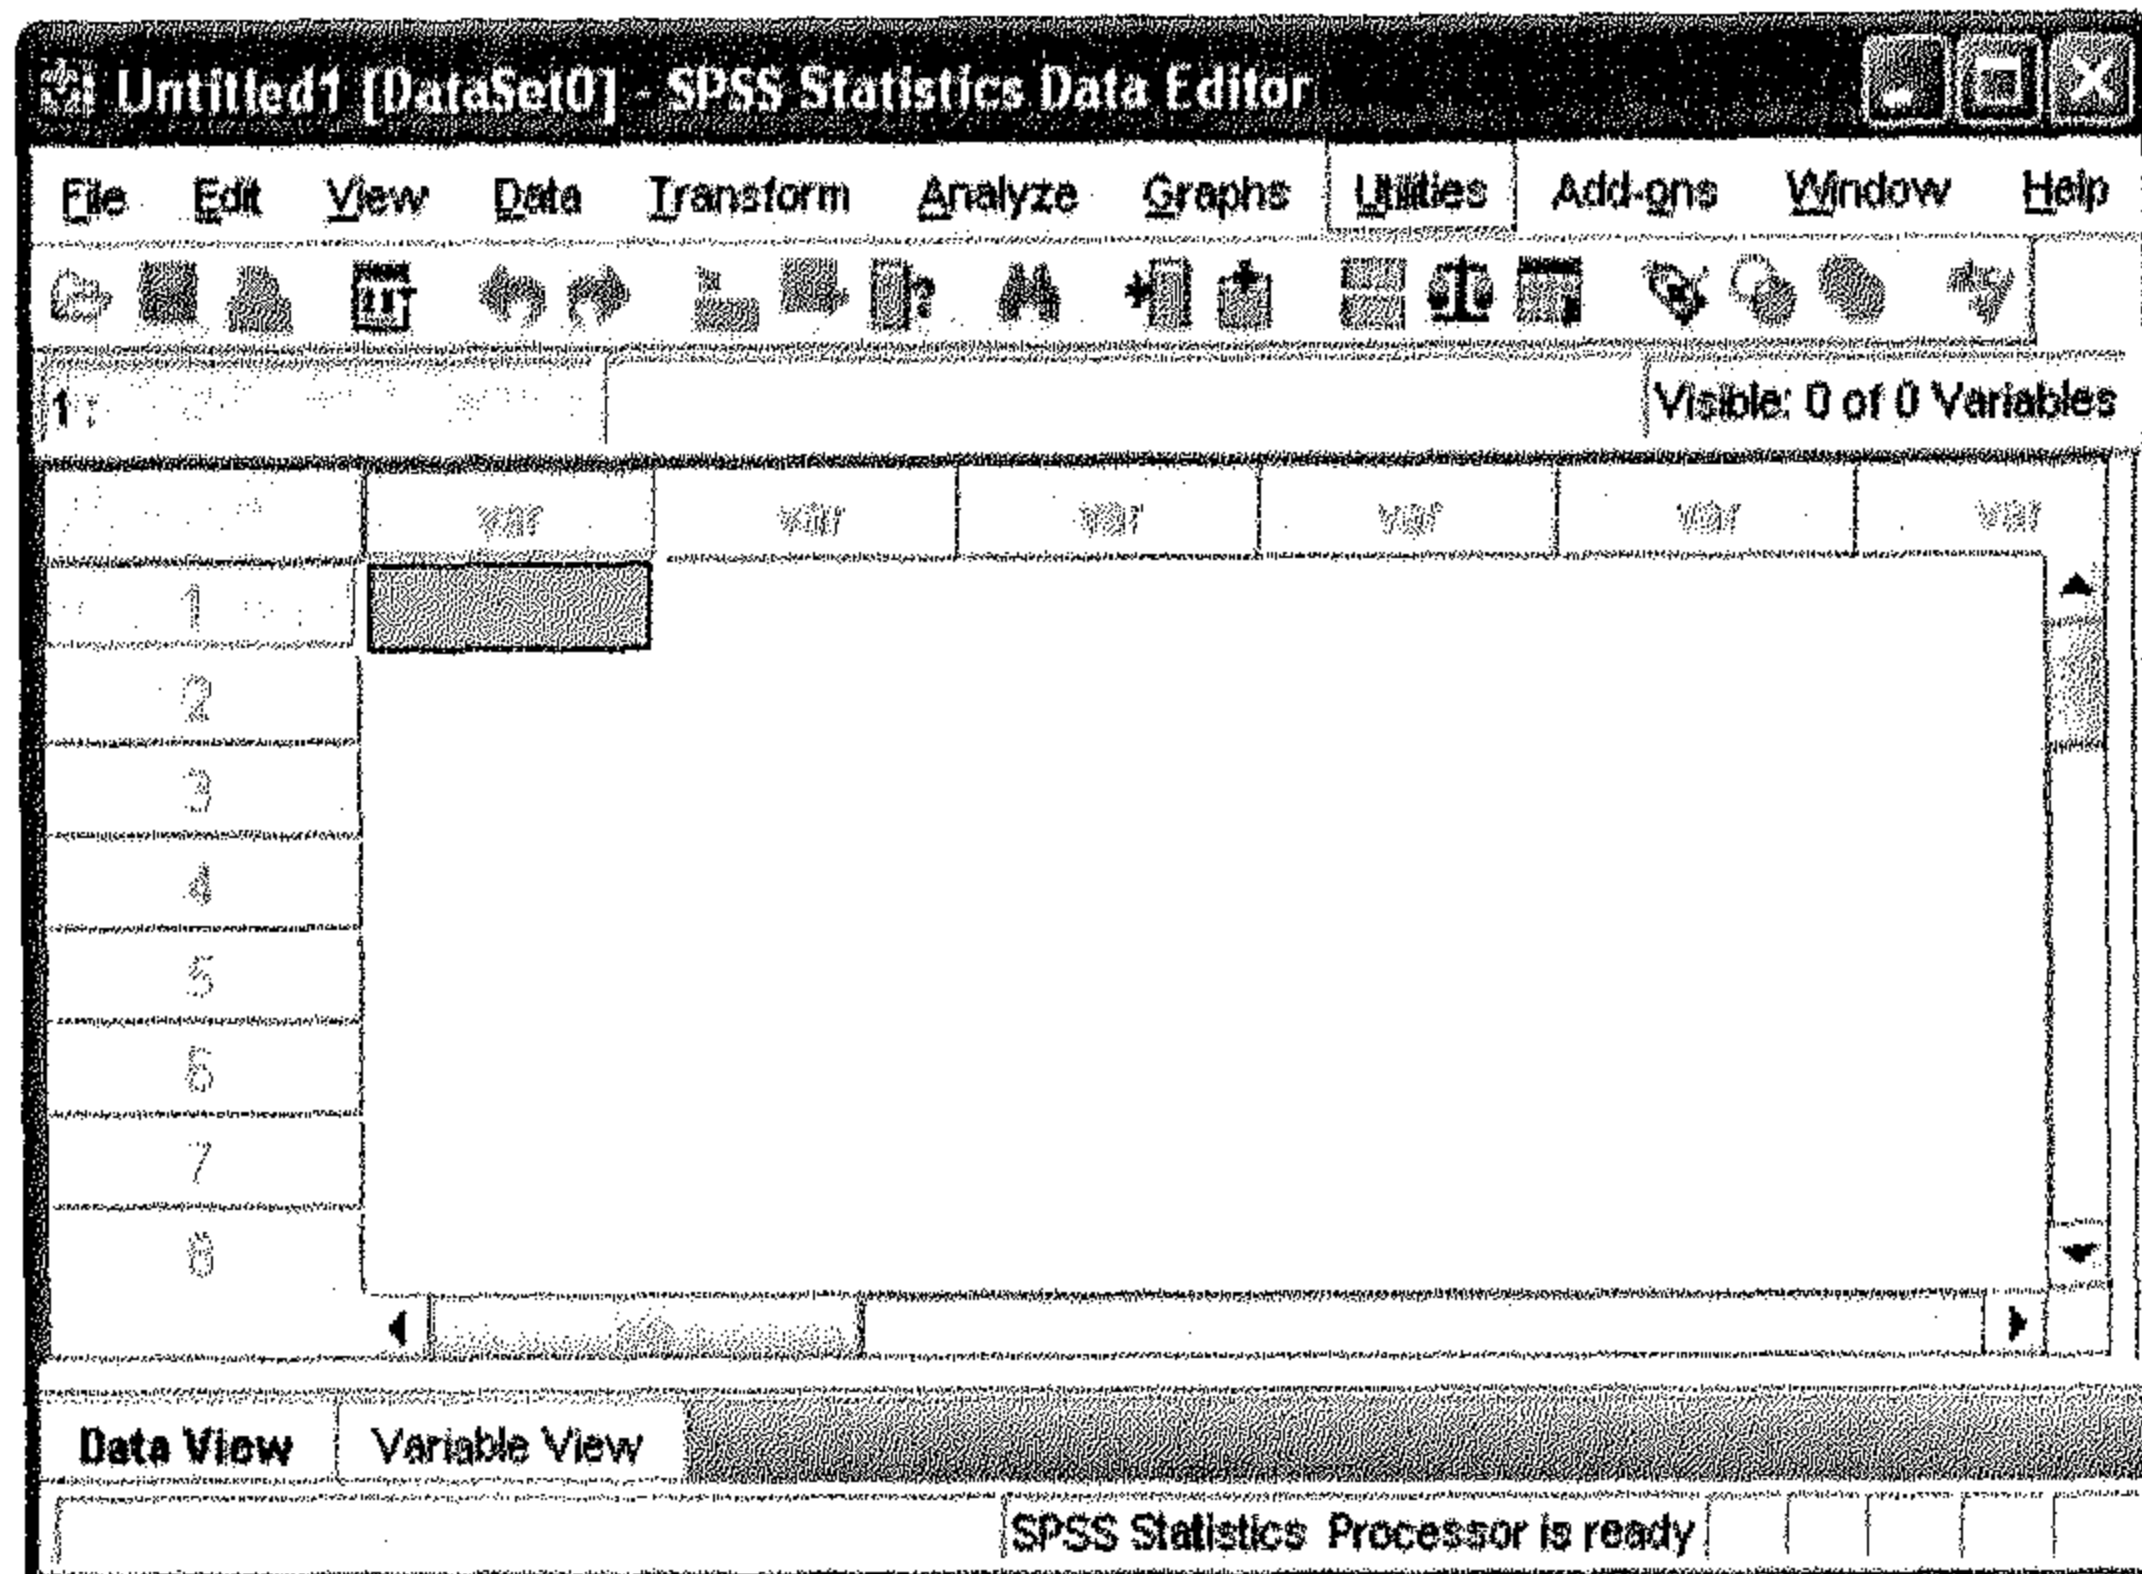 Untitled1 [DataSet0] - SPSS Statistics Data Editor
File Edit View Data Transform Analyze Graphs Utilities Add-ons Window Help
1 Visible: 0 of 0 Variables
var var var var var var
1
2
3
4
5
6
7
8
Data View Variable View
SPSS Statistics Processor is ready